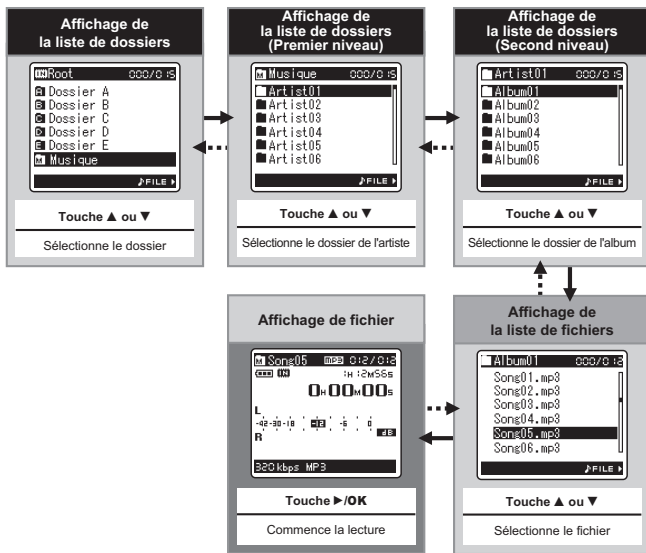 Affichage de
la liste de dossiers
Root 000/015
A Dossier A
B Dossier B
C Dossier C
D Dossier D
E Dossier E
M Musique
♪FILE ▶
Touche ▲ ou ▼
Sélectionne le dossier
Affichage de
la liste de dossiers
(Premier niveau)
M Musique 000/015
Artist01
Artist02
Artist03
Artist04
Artist05
Artist06
♪FILE ▶
Touche ▲ ou ▼
Sélectionne le dossier de l'artiste
Affichage de
la liste de dossiers
(Second niveau)
Artist01 000/015
Album01
Album02
Album03
Album04
Album05
Album06
♪FILE ▶
Touche ▲ ou ▼
Sélectionne le dossier de l'album
Affichage de
la liste de fichiers
Album01 000/012
Song01.mp3
Song02.mp3
Song03.mp3
Song04.mp3
Song05.mp3
Song06.mp3
♪FILE ▶
Touche ▲ ou ▼
Sélectionne le fichier
Affichage de fichier
M Song05 MP3 012/012
IN :H 12M56s
0H00M00s
L
-42-30-18 -12 -6 0
R dB
320 kbps MP3
Touche ►/OK
Commence la lecture